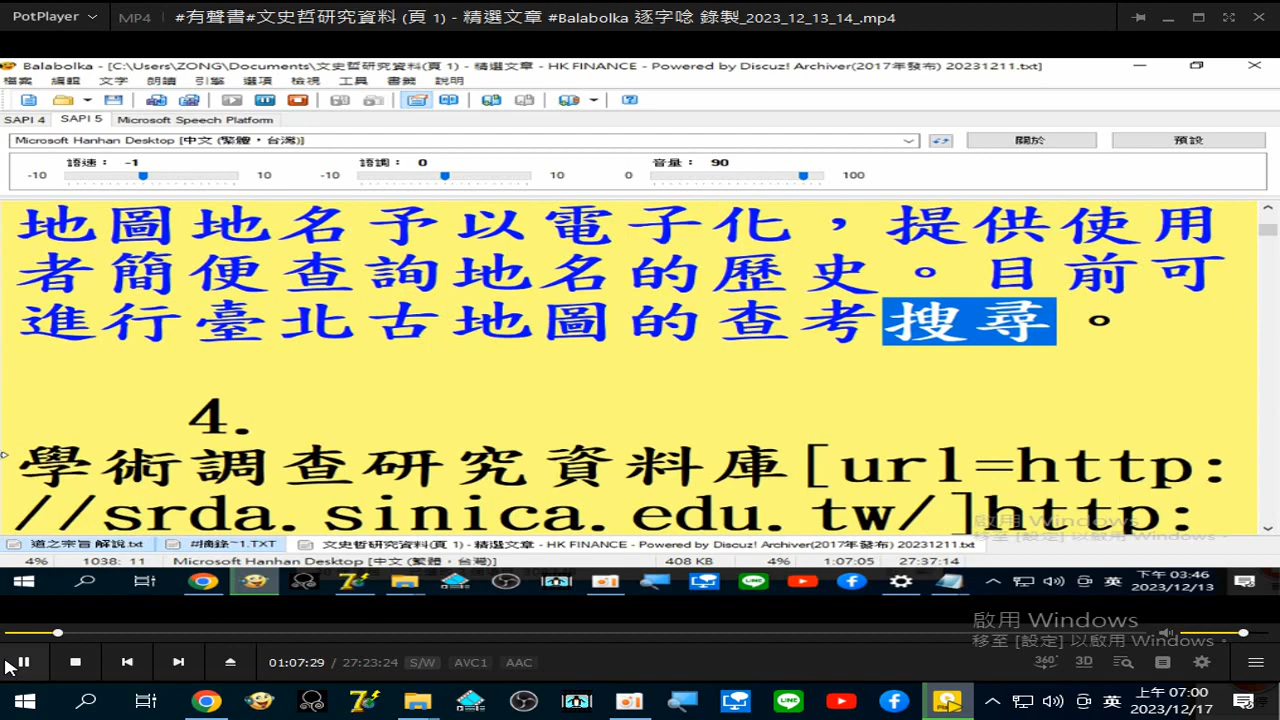 PotPlayer
MP4
#有聲書#文史哲研究資料 (頁 1) - 精選文章 #Balabolka 逐字唸 錄製_2023_12_13_14_.mp4
Balabolka - [C:\Users\ZONG\Documents\文史哲研究資料(頁 1) - 精選文章 - HK FINANCE - Powered by Discuz! Archiver(2017年發布) 20231211.txt]
檔案 編輯 文字 朗讀 引擎 選項 檢視 工具 書籤 說明
SAPI 4 SAPI 5 Microsoft Speech Platform
Microsoft Hanhan Desktop [中文 (繁體，台灣)]
關於 預設
語速： -1 語調： 0 音量： 90
-10 10 -10 10 0 100
地圖地名予以電子化，提供使用
者簡便查詢地名的歷史。目前可
進行臺北古地圖的查考搜尋。
4.
學術調查研究資料庫[url=http:
//srda.sinica.edu.tw/]http:
啟用 Windows
移至 [設定] 以啟用 Windows。
道之宗旨 解說.txt #摘錄~1.TXT 文史哲研究資料(頁 1) - 精選文章 - HK FINANCE - Powered by Discuz! Archiver(2017年發布) 20231211.txt
4% 1038: 11 Microsoft Hanhan Desktop [中文 (繁體，台灣)] 408 KB 4% 1:07:05 27:37:14
英 下午 03:46
2023/12/13
啟用 Windows
移至 [設定] 以啟用 Windows。
01:07:29 / 27:23:24 S/W AVC1 AAC
360° 3D
英 上午 07:00
2023/12/17